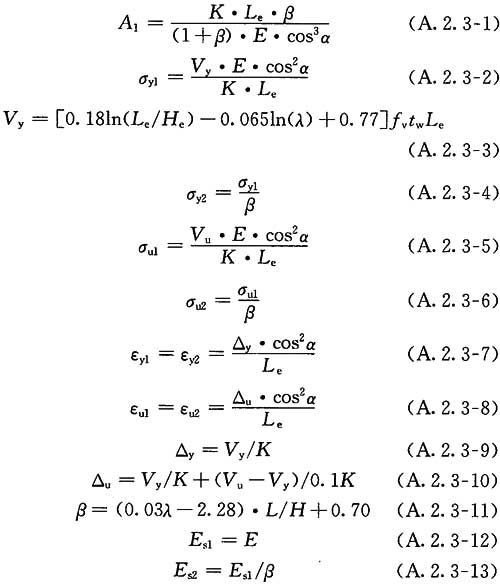 A₁ = K · Lₑ · β / (1+β) · E · cos³α (A. 2. 3-1)
σ_y1 = V_y · E · cos²α / K · Lₑ (A. 2. 3-2)
V_y = [0.18ln(Lₑ/Hₑ) − 0.065ln(λ) + 0.77] f_v t_w Lₑ
(A. 2. 3-3)
σ_y2 = σ_y1 / β (A. 2. 3-4)
σ_u1 = V_u · E · cos²α / K · Lₑ (A. 2. 3-5)
σ_u2 = σ_u1 / β (A. 2. 3-6)
ε_y1 = ε_y2 = Δ_y · cos²α / Lₑ (A. 2. 3-7)
ε_u1 = ε_u2 = Δ_u · cos²α / Lₑ (A. 2. 3-8)
Δ_y = V_y/K (A. 2. 3-9)
Δ_u = V_y/K + (V_u − V_y)/0.1K (A. 2. 3-10)
β = (0.03λ − 2.28) · L/H + 0.70 (A. 2. 3-11)
E_s1 = E (A. 2. 3-12)
E_s2 = E_s1/β (A. 2. 3-13)